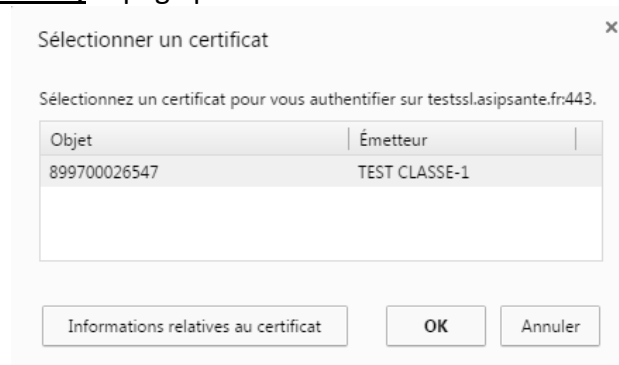 Sélectionner un certificat
×
Sélectionnez un certificat pour vous authentifier sur testssl.asipsante.fr:443.
Objet Émetteur
899700026547 TEST CLASSE-1
Informations relatives au certificat OK Annuler